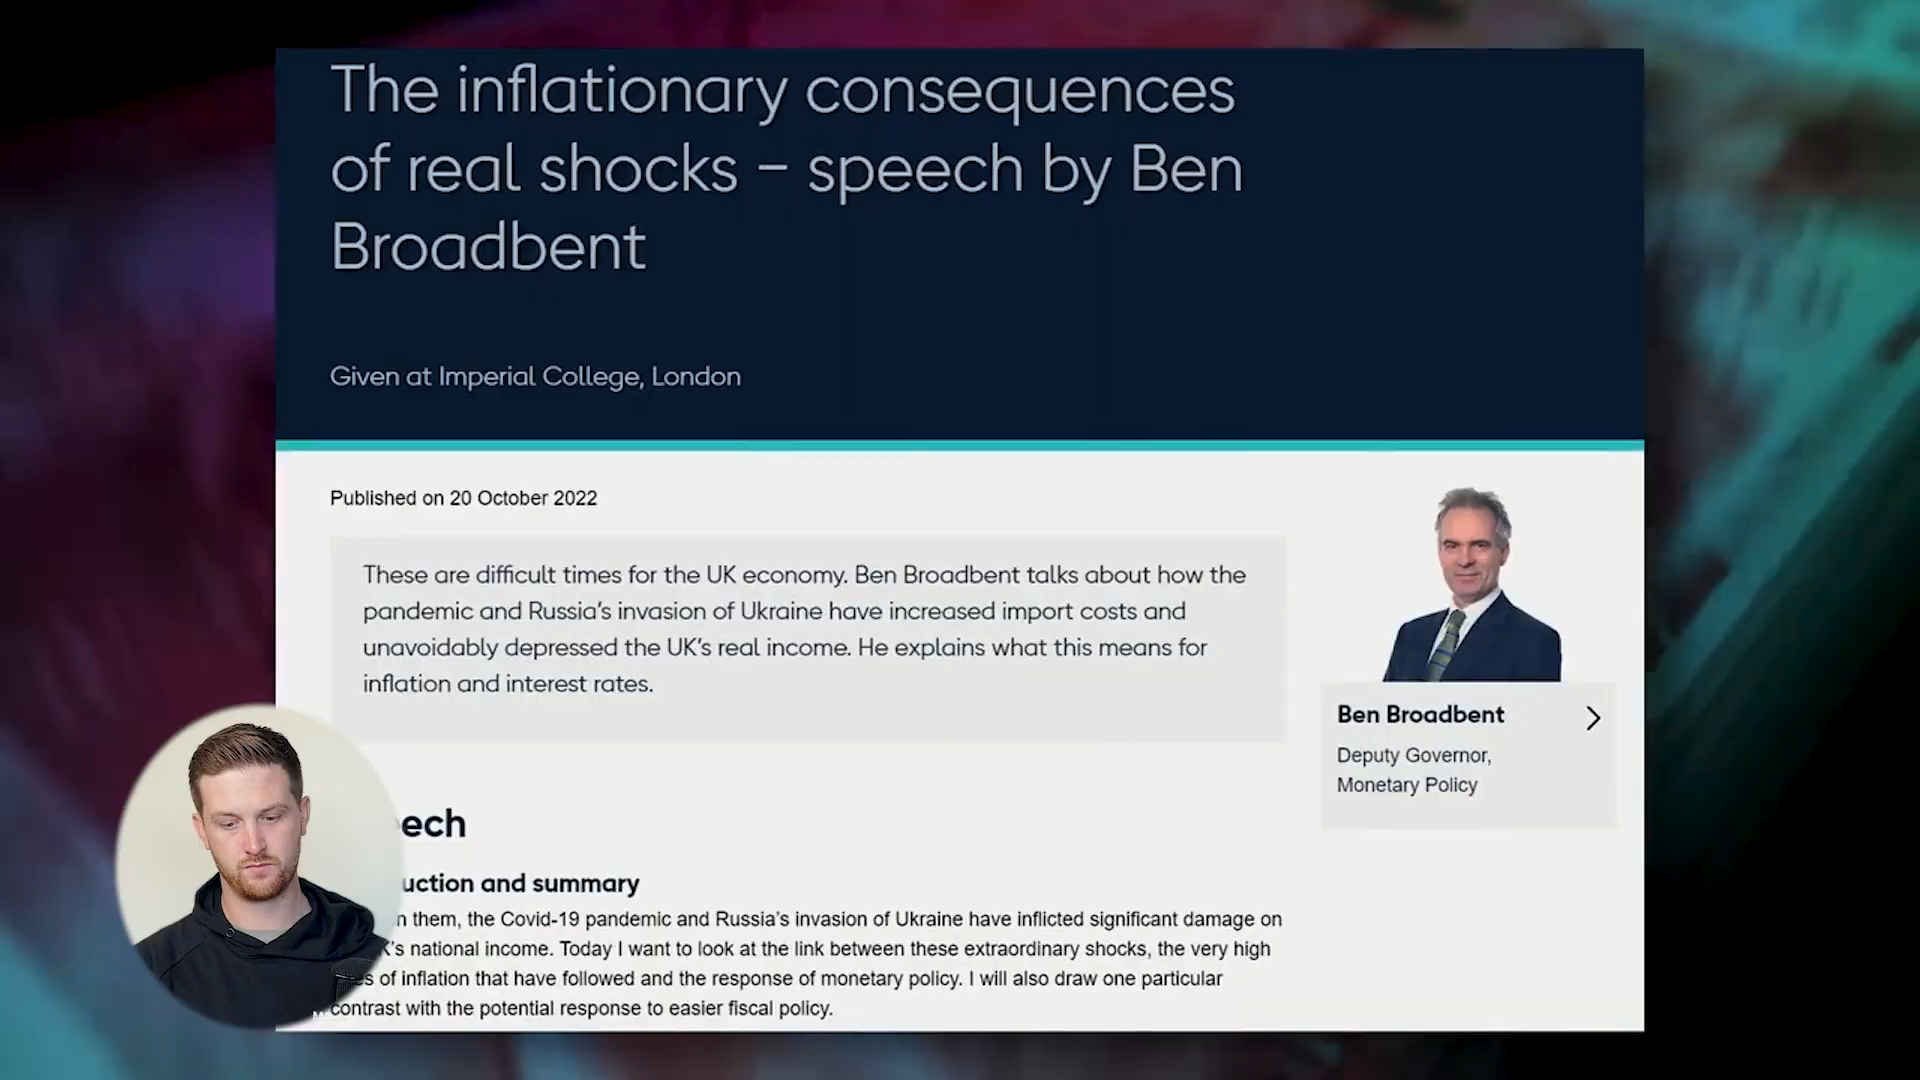 The inflationary consequences
of real shocks – speech by Ben
Broadbent
Given at Imperial College, London
Published on 20 October 2022
These are difficult times for the UK economy. Ben Broadbent talks about how the
pandemic and Russia’s invasion of Ukraine have increased import costs and
unavoidably depressed the UK’s real income. He explains what this means for
inflation and interest rates.
Ben Broadbent
Deputy Governor,
Monetary Policy
ech
uction and summary
n them, the Covid-19 pandemic and Russia’s invasion of Ukraine have inflicted significant damage on
K’s national income. Today I want to look at the link between these extraordinary shocks, the very high
s of inflation that have followed and the response of monetary policy. I will also draw one particular
contrast with the potential response to easier fiscal policy.